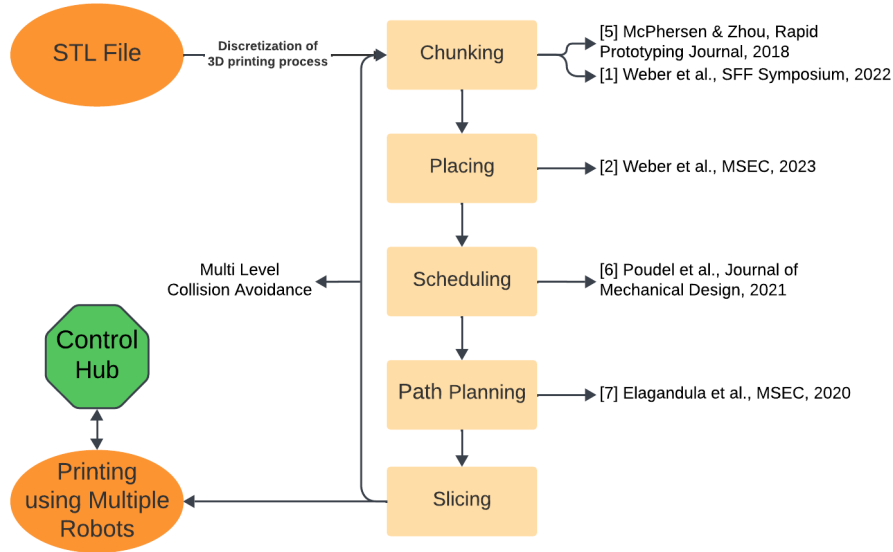 STL File
Discretization of
3D printing process
Chunking
[5] McPhersen & Zhou, Rapid
Prototyping Journal, 2018
[1] Weber et al., SFF Symposium, 2022
Placing
[2] Weber et al., MSEC, 2023
Multi Level
Collision Avoidance
Scheduling
[6] Poudel et al., Journal of
Mechanical Design, 2021
Control
Hub
Path Planning
[7] Elagandula et al., MSEC, 2020
Printing
using Multiple
Robots
Slicing